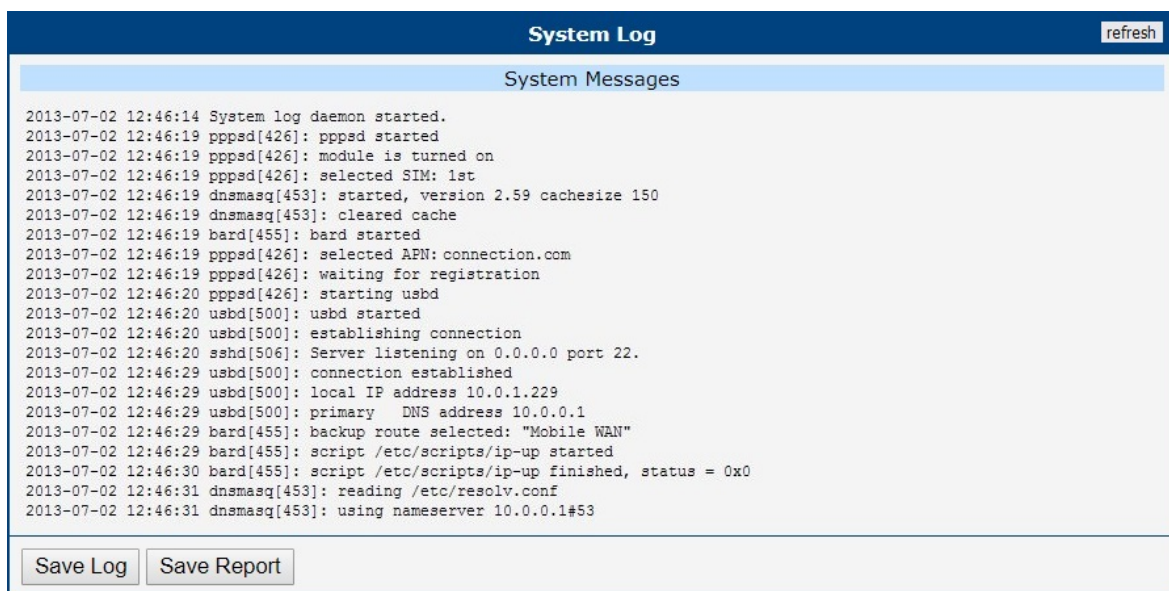 System Log
refresh
System Messages
2013-07-02 12:46:14 System log daemon started.
2013-07-02 12:46:19 pppsd[426]: pppsd started
2013-07-02 12:46:19 pppsd[426]: module is turned on
2013-07-02 12:46:19 pppsd[426]: selected SIM: 1st
2013-07-02 12:46:19 dnsmasq[453]: started, version 2.59 cachesize 150
2013-07-02 12:46:19 dnsmasq[453]: cleared cache
2013-07-02 12:46:19 bard[455]: bard started
2013-07-02 12:46:19 pppsd[426]: selected APN: connection.com
2013-07-02 12:46:19 pppsd[426]: waiting for registration
2013-07-02 12:46:20 pppsd[426]: starting usbd
2013-07-02 12:46:20 usbd[500]: usbd started
2013-07-02 12:46:20 usbd[500]: establishing connection
2013-07-02 12:46:20 sshd[506]: Server listening on 0.0.0.0 port 22.
2013-07-02 12:46:29 usbd[500]: connection established
2013-07-02 12:46:29 usbd[500]: local IP address 10.0.1.229
2013-07-02 12:46:29 usbd[500]: primary   DNS address 10.0.0.1
2013-07-02 12:46:29 bard[455]: backup route selected: "Mobile WAN"
2013-07-02 12:46:29 bard[455]: script /etc/scripts/ip-up started
2013-07-02 12:46:30 bard[455]: script /etc/scripts/ip-up finished, status = 0x0
2013-07-02 12:46:31 dnsmasq[453]: reading /etc/resolv.conf
2013-07-02 12:46:31 dnsmasq[453]: using nameserver 10.0.0.1#53
Save Log
Save Report